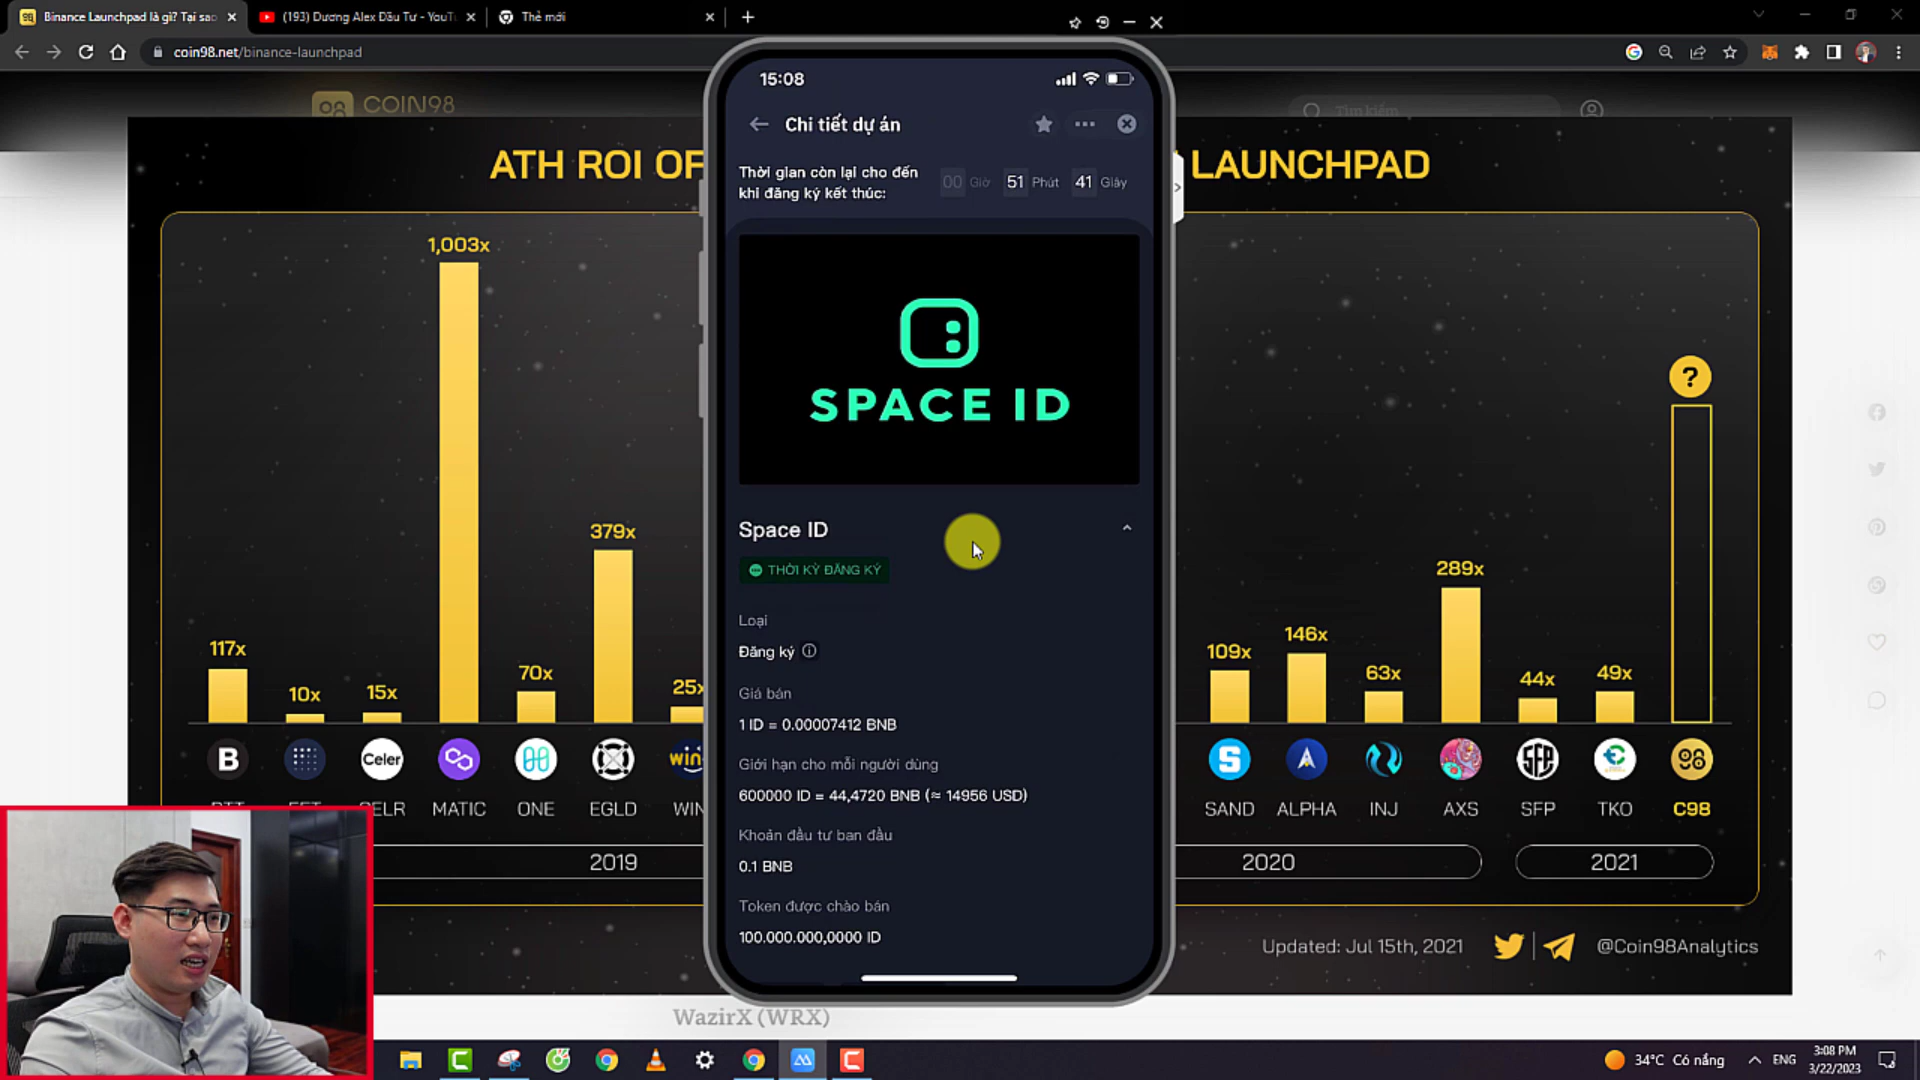 Binance Launchpad là gì? Tại sao
(193) Dương Alex Đầu Tư - YouTu
Thẻ mới
coin98.net/binance-launchpad
COIN98
Tìm kiếm
ATH ROI OF
LAUNCHPAD
15:08
Chi tiết dự án
Thời gian còn lại cho đến
khi đăng ký kết thúc:
00 Giờ 51 Phút 41 Giây
SPACE ID
Space ID
THỜI KỲ ĐĂNG KÝ
Loại
Đăng ký
Giá bán
1 ID = 0.00007412 BNB
Giới hạn cho mỗi người dùng
600000 ID = 44,4720 BNB (≈ 14956 USD)
Khoản đầu tư ban đầu
0.1 BNB
Token được chào bán
100.000.000,0000 ID
117x
10x
15x
1,003x
70x
379x
25x
109x
146x
63x
289x
44x
49x
?
Celer
win
SFP
98
ELR
MATIC
ONE
EGLD
WIN
SAND
ALPHA
INJ
AXS
SFP
TKO
C98
2019
2020
2021
Updated: Jul 15th, 2021
@Coin98Analytics
WazirX (WRX)
34°C Có nắng
ENG
3:08 PM
3/22/2023